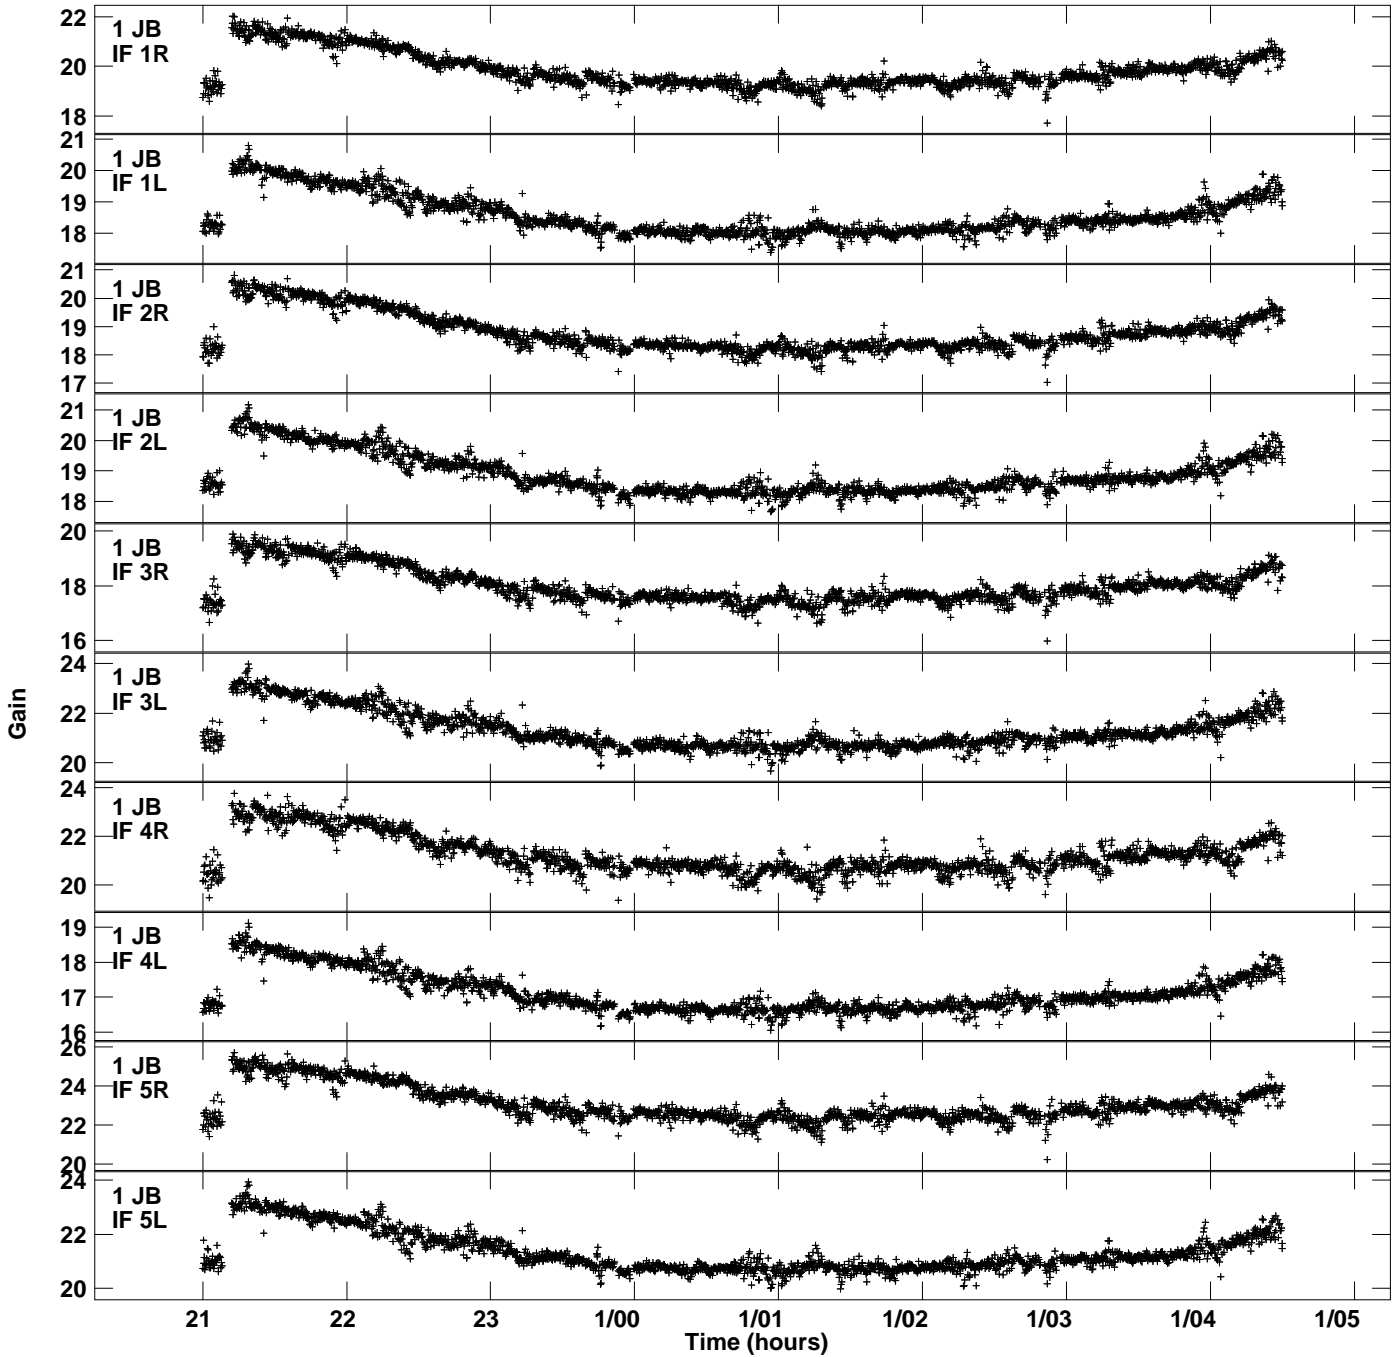 22
20
18
1 JB
IF 1R
21
20
19
18
1 JB
IF 1L
21
20
19
18
17
1 JB
IF 2R
21
20
19
18
1 JB
IF 2L
20
18
16
1 JB
IF 3R
24
22
20
1 JB
IF 3L
24
22
20
1 JB
IF 4R
19
18
17
16
1 JB
IF 4L
26
24
22
20
1 JB
IF 5R
24
22
20
1 JB
IF 5L
Gain
21 22 23 1/00 1/01 1/02 1/03 1/04 1/05
Time (hours)